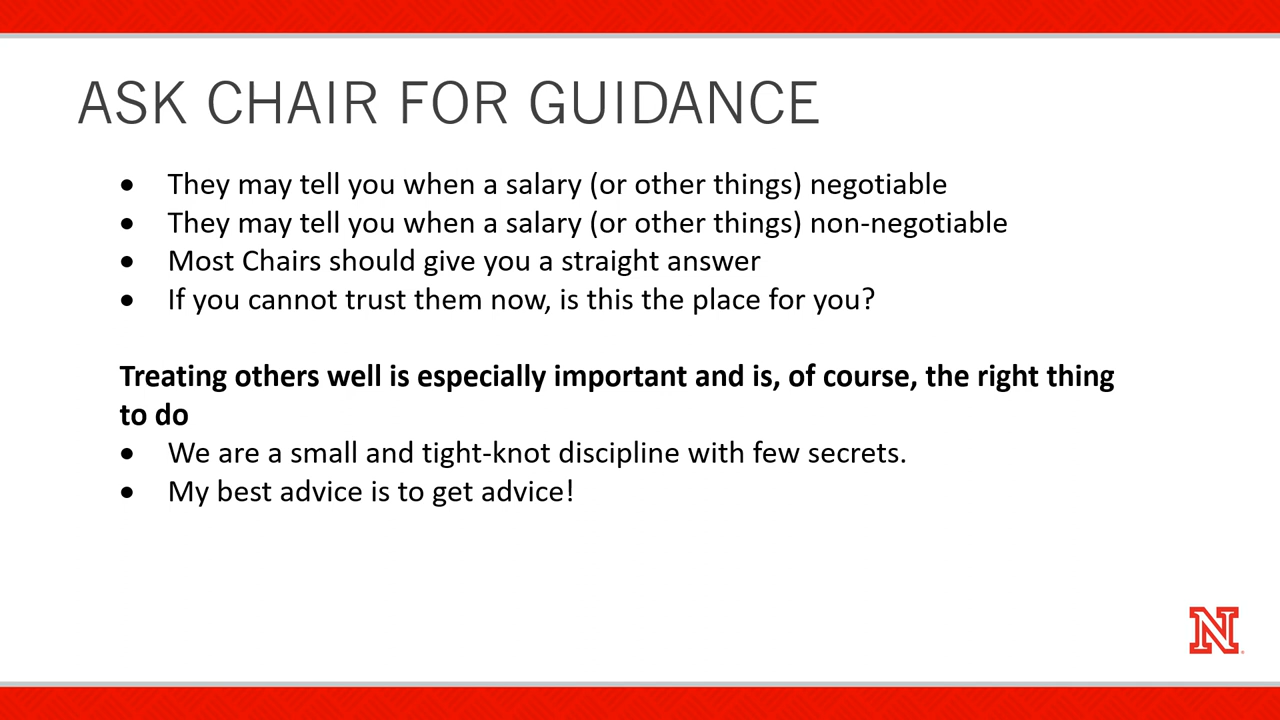 ASK CHAIR FOR GUIDANCE
• They may tell you when a salary (or other things) negotiable
• They may tell you when a salary (or other things) non-negotiable
• Most Chairs should give you a straight answer
• If you cannot trust them now, is this the place for you?
Treating others well is especially important and is, of course, the right thing
to do
• We are a small and tight-knot discipline with few secrets.
• My best advice is to get advice!
N